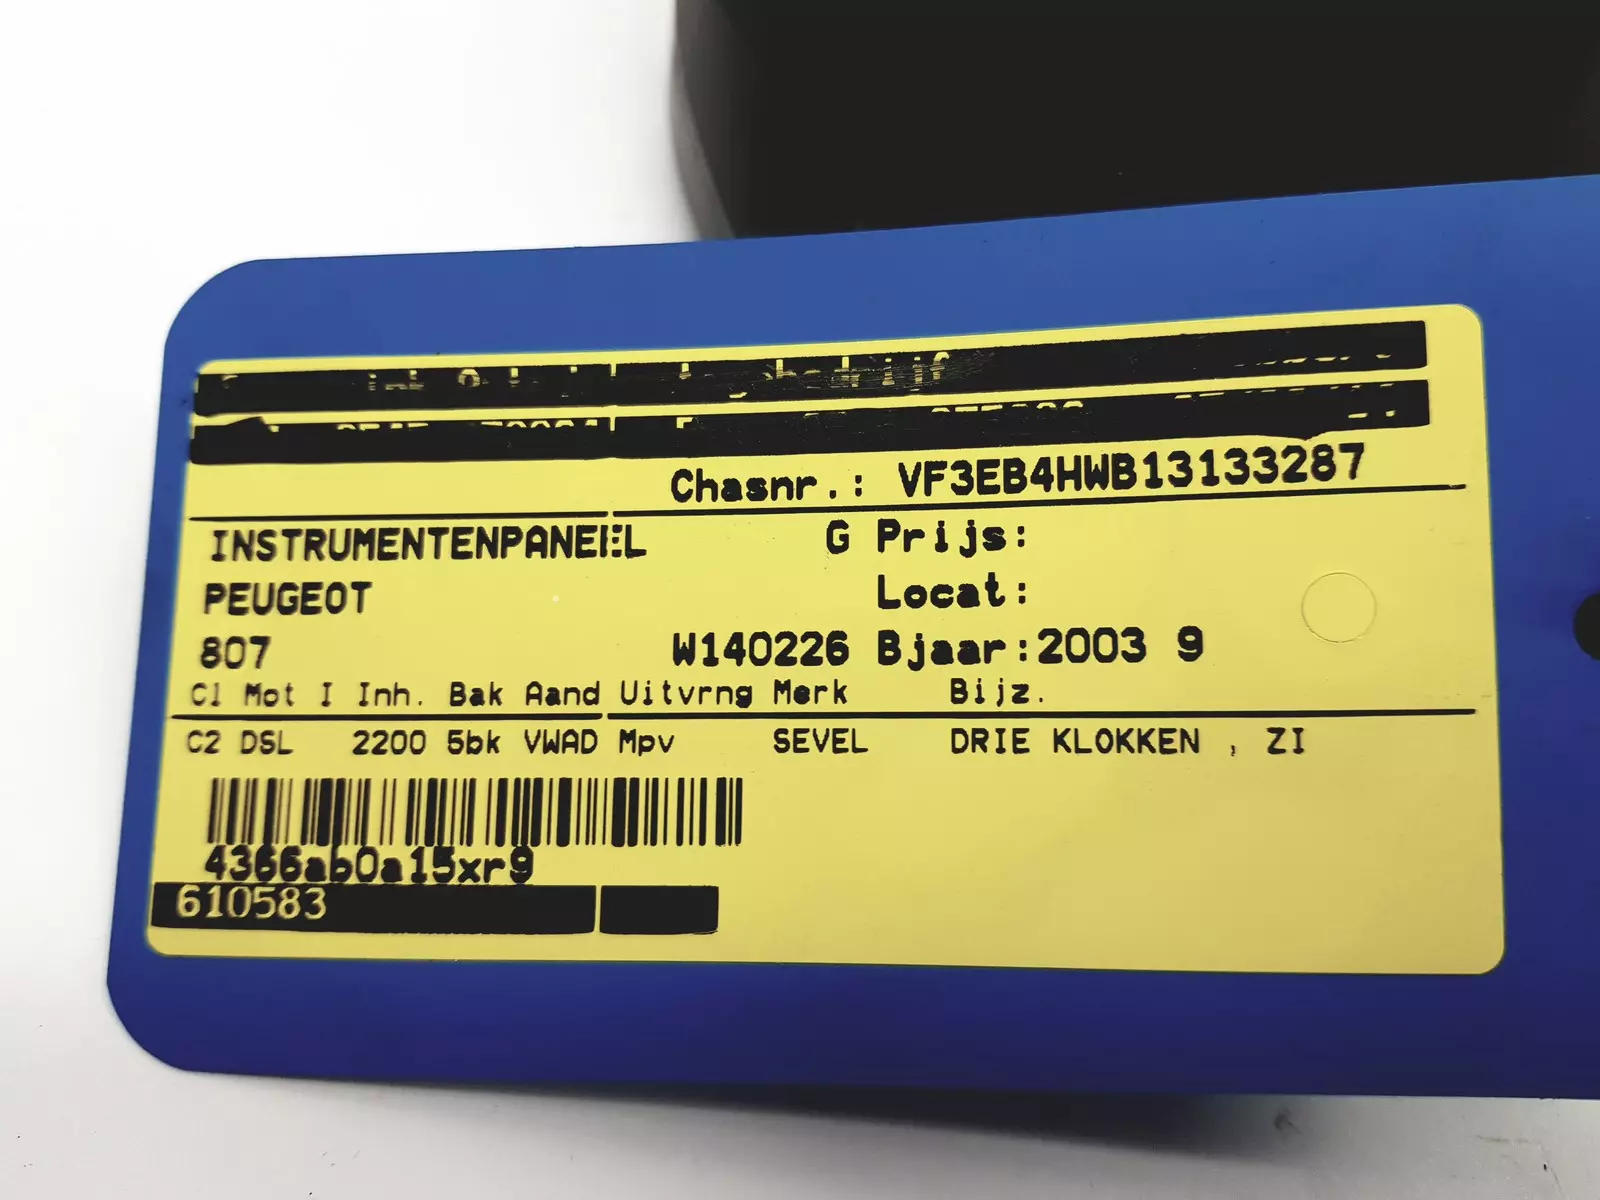 Chasnr.: VF3EB4HWB13133287
INSTRUMENTENPANEEL G Prijs:
PEUGEOT Locat:
807 W140226 Bjaar:2003 9
Cl Mot I Inh. Bak Aand Uitvrng Merk Bijz.
C2 DSL 2200 5bk VWAD Mpv SEVEL DRIE KLOKKEN , ZI
4366ab0a15xr9
610583